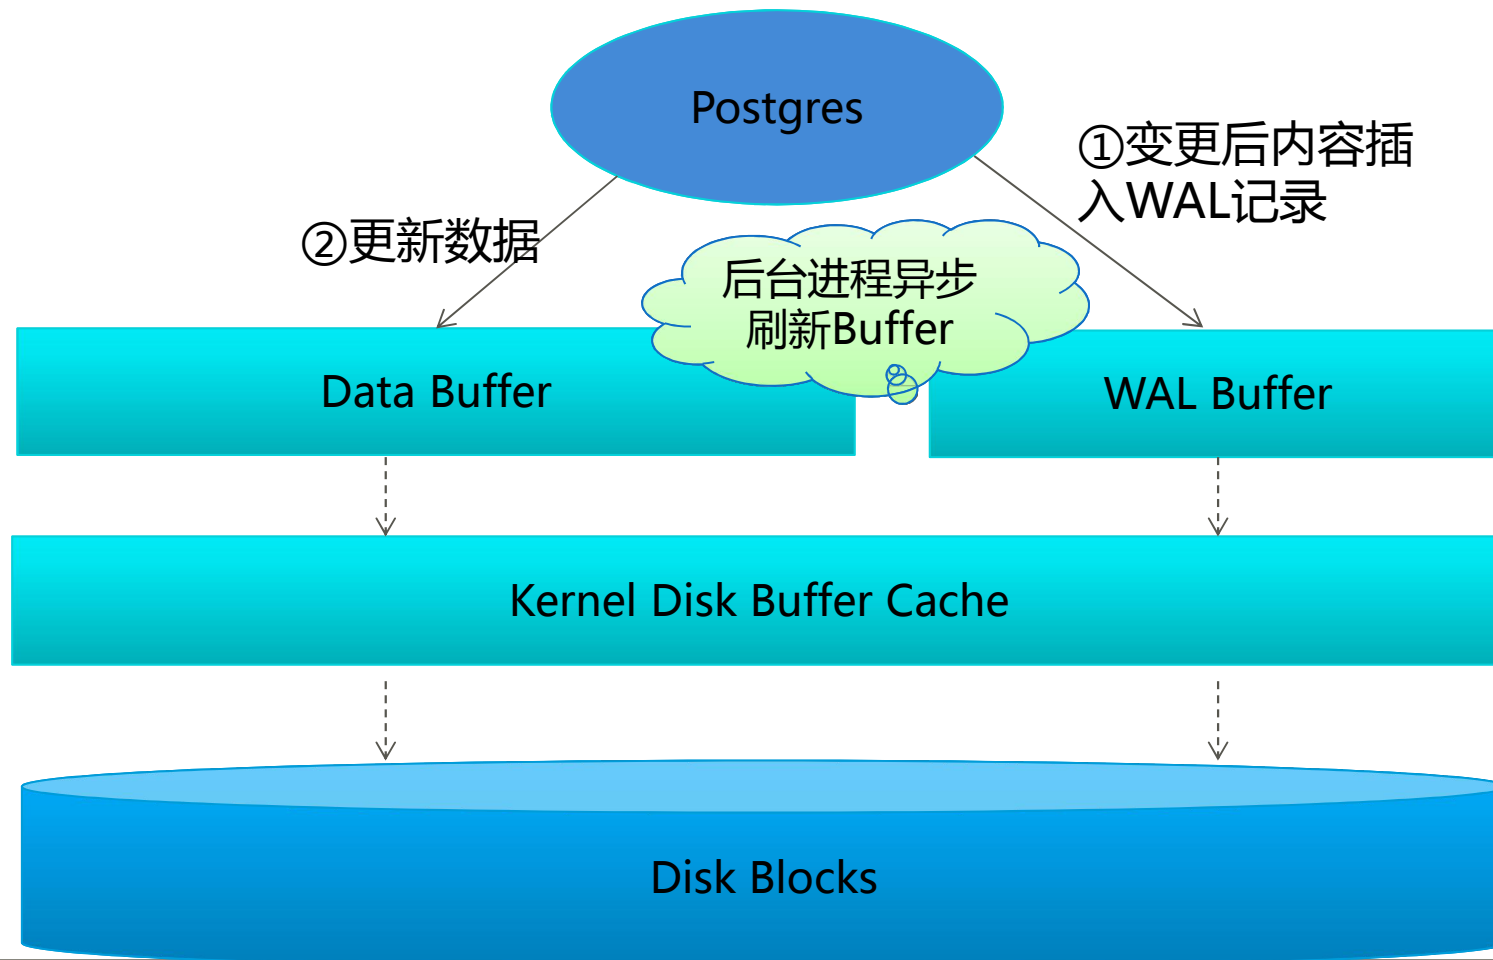 Postgres
①变更后内容插
入WAL记录
②更新数据
后台进程异步
刷新Buffer
Data Buffer
WAL Buffer
Kernel Disk Buffer Cache
Disk Blocks